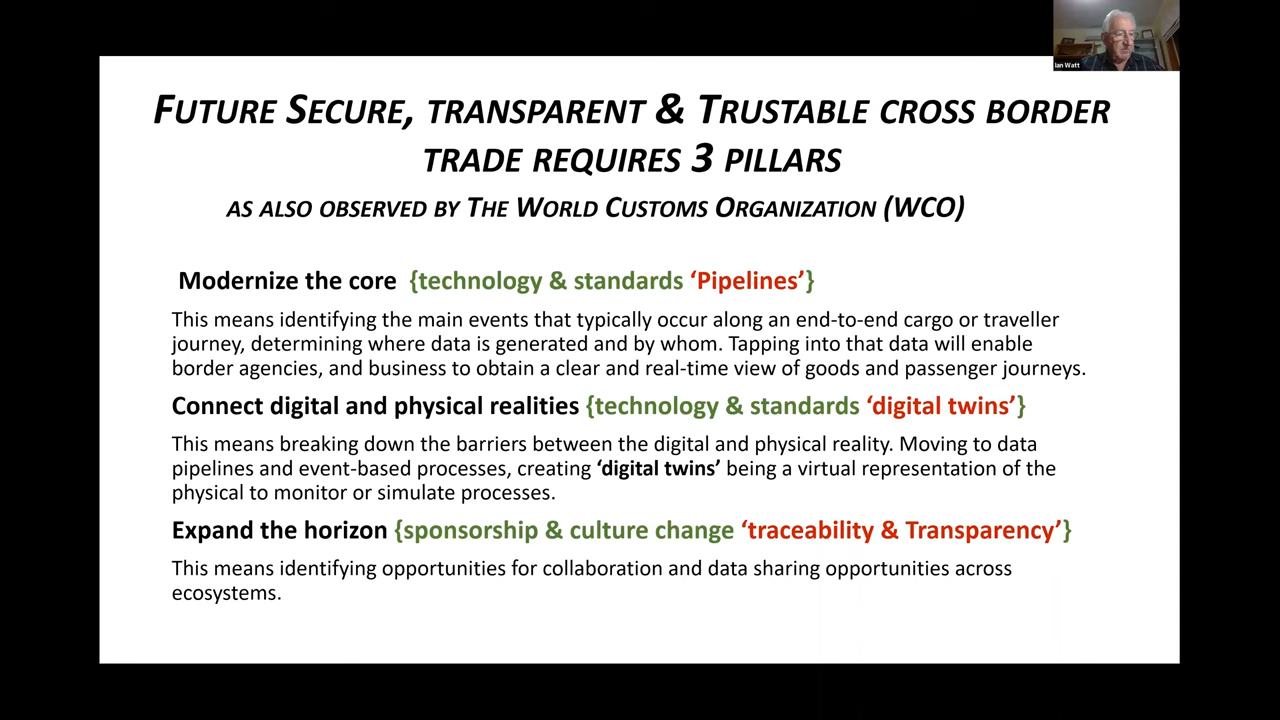 Ian Watt
FUTURE SECURE, TRANSPARENT & TRUSTABLE CROSS BORDER
TRADE REQUIRES 3 PILLARS
AS ALSO OBSERVED BY THE WORLD CUSTOMS ORGANIZATION (WCO)
Modernize the core {technology & standards ‘Pipelines’}
This means identifying the main events that typically occur along an end-to-end cargo or traveller
journey, determining where data is generated and by whom. Tapping into that data will enable
border agencies, and business to obtain a clear and real-time view of goods and passenger journeys.
Connect digital and physical realities {technology & standards ‘digital twins’}
This means breaking down the barriers between the digital and physical reality. Moving to data
pipelines and event-based processes, creating ‘digital twins’ being a virtual representation of the
physical to monitor or simulate processes.
Expand the horizon {sponsorship & culture change ‘traceability & Transparency’}
This means identifying opportunities for collaboration and data sharing opportunities across
ecosystems.